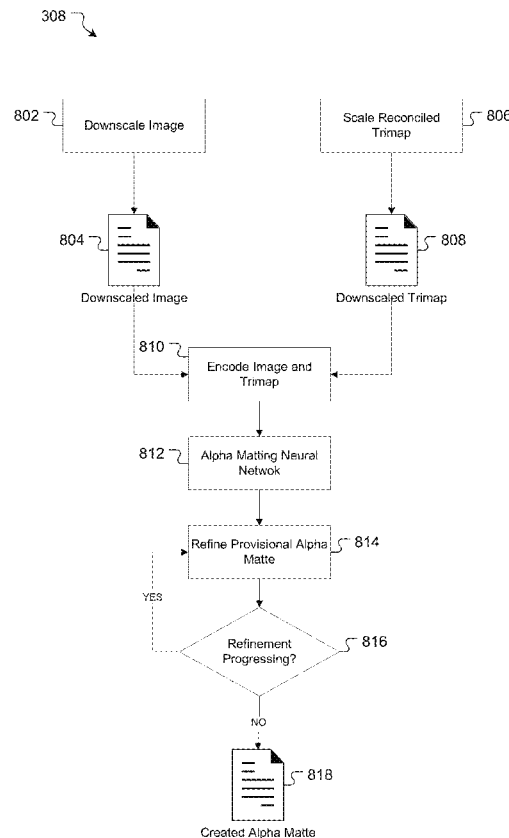 308
802
Downscale Image
Scale Reconciled
Trimap
806
804
Downscaled Image
808
Downscaled Trimap
810
Encode Image and
Trimap
812
Alpha Matting Neural
Netwok
Refine Provisional Alpha
Matte
814
YES
Refinement
Progressing?
816
NO
818
Created Alpha Matte